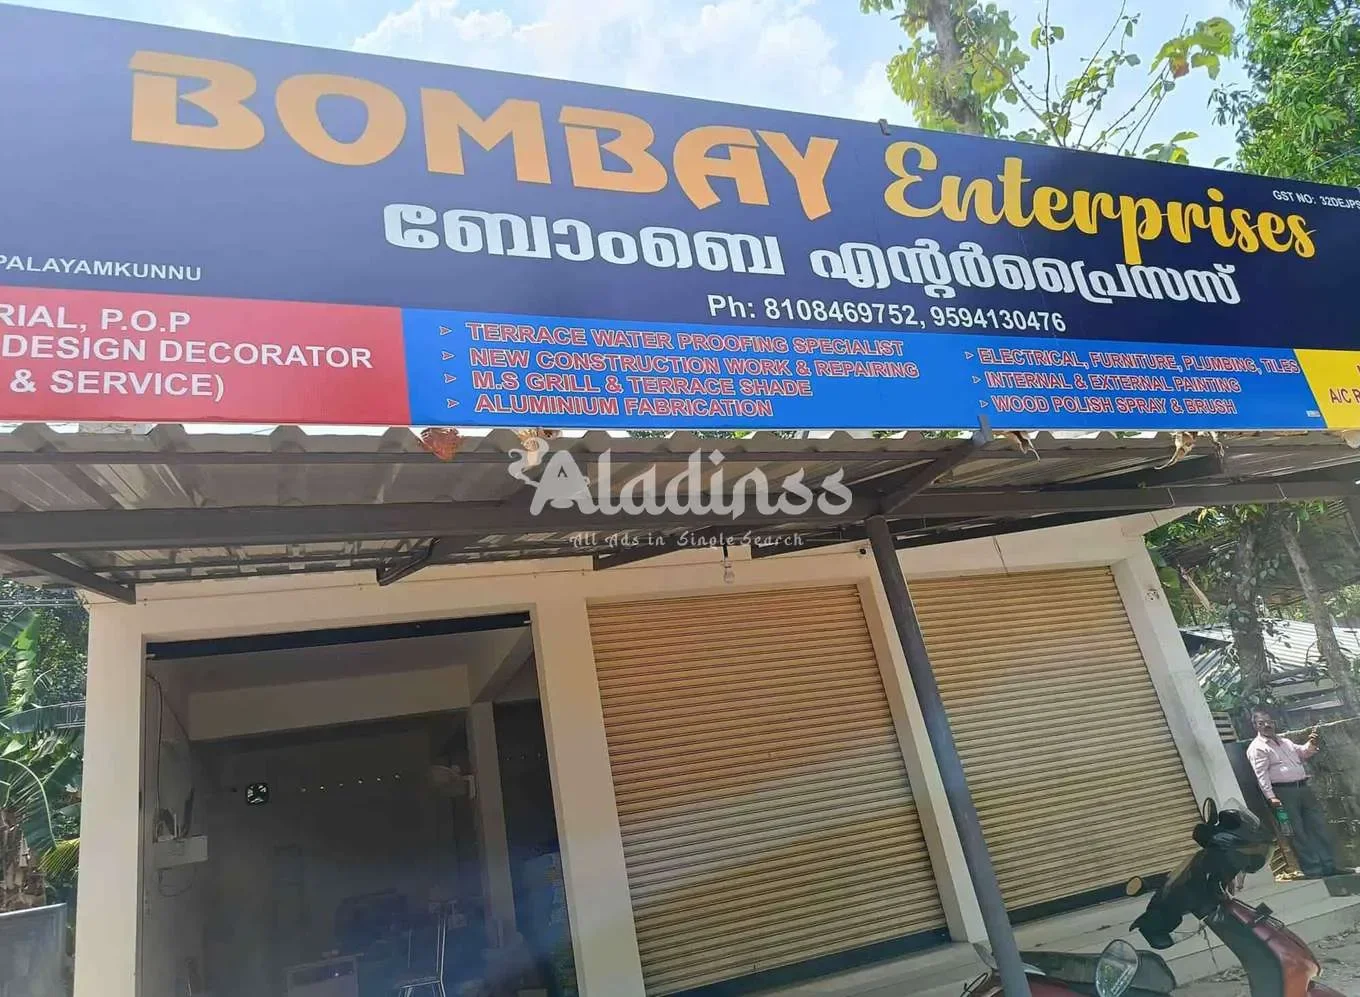 BOMBAY Enterprises
GST NO: 32DEJPS
ബോംബെ എന്റർപ്രൈസസ്
PALAYAMKUNNU
Ph: 8108469752, 9594130476
RIAL, P.O.P
DESIGN DECORATOR
& SERVICE)
TERRACE WATER PROOFING SPECIALIST
NEW CONSTRUCTION WORK & REPAIRING
M.S GRILL & TERRACE SHADE
ALUMINIUM FABRICATION
ELECTRICAL, FURNITURE, PLUMBING, TILES
INTERNAL & EXTERNAL PAINTING
WOOD POLISH SPRAY & BRUSH
A/C R
Aladinss
All Ads in Single Search